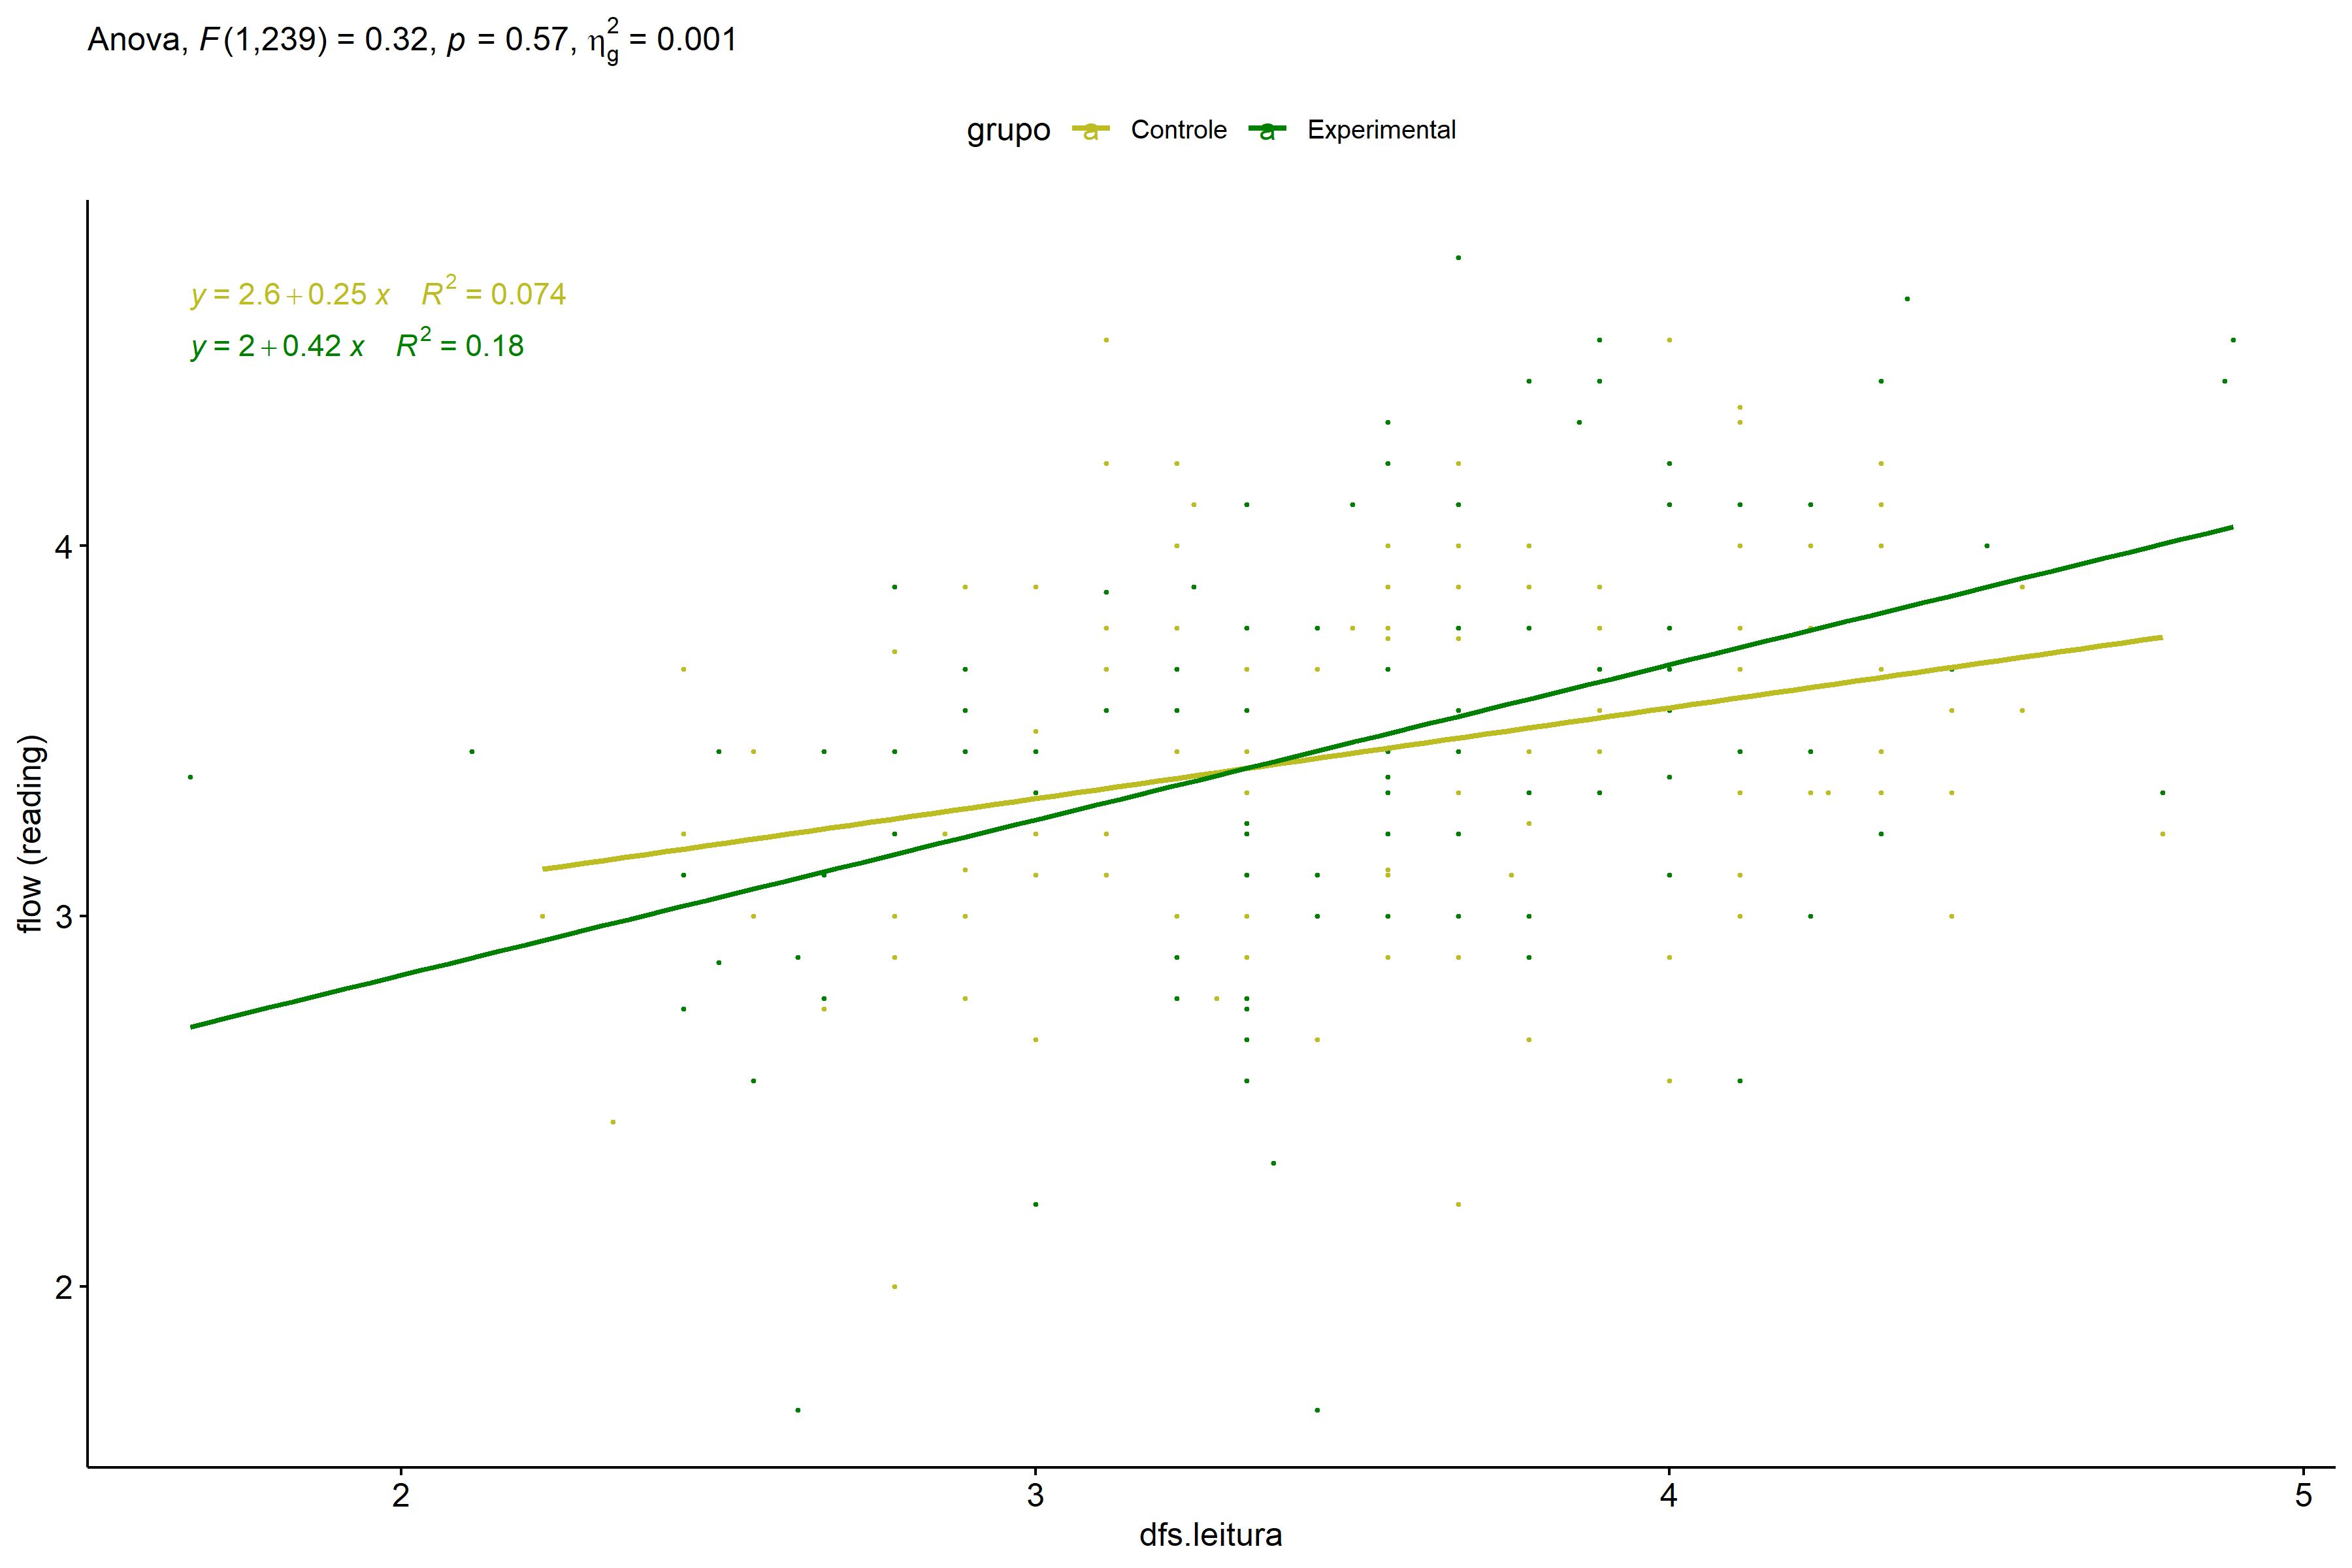 Anova, F(1,239) = 0.32, p = 0.57, η²g = 0.001
grupo a Controle a Experimental
y = 2.6 + 0.25 x R² = 0.074
y = 2 + 0.42 x R² = 0.18
4
3
2
flow (reading)
2 3 4 5
dfs.leitura